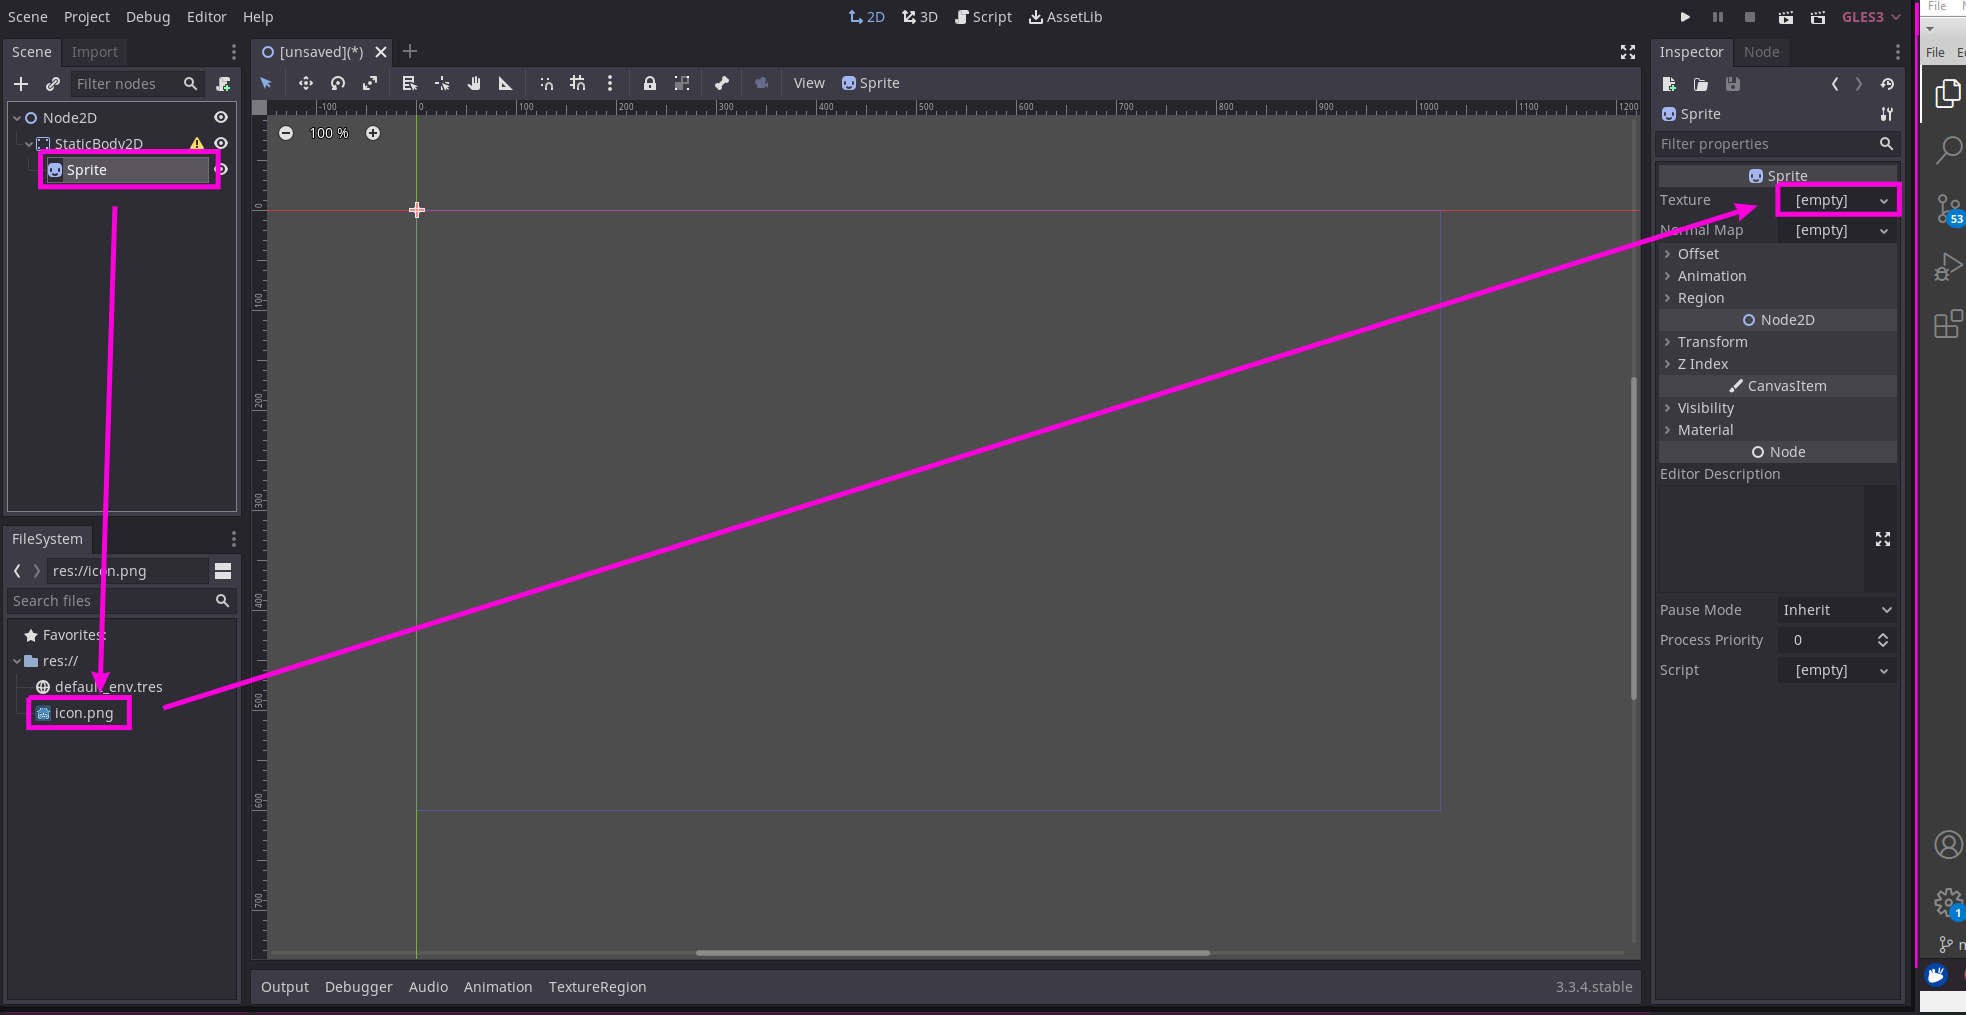 Scene Project Debug Editor Help
2D 3D Script AssetLib
GLES3
Scene Import
[unsaved](*)
Inspector Node
Filter nodes
View Sprite
Node2D
StaticBody2D
Sprite
-100 0 100 200 300 400 500 600 700 800 900 1000 1100 1200
100 %
0
100
200
300
400
500
600
700
FileSystem
res://icon.png
Search files
Favorites:
res://
default_env.tres
icon.png
Sprite
Filter properties
Sprite
Texture [empty]
Normal Map [empty]
Offset
Animation
Region
Node2D
Transform
Z Index
CanvasItem
Visibility
Material
Node
Editor Description
Pause Mode Inherit
Process Priority 0
Script [empty]
Output Debugger Audio Animation TextureRegion
3.3.4.stable
File
File
53
1